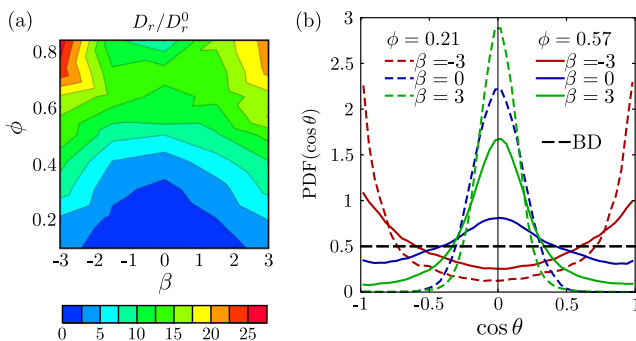 (a)
D_r/D_r^0
0.8
0.6
0.4
0.2
ϕ
-3 -2 -1 0 1 2 3
β
0 5 10 15 20 25
(b)
3
2.5
2
1.5
1
0.5
0
PDF(cos θ)
ϕ = 0.21 ϕ = 0.57
β =-3 β =-3
β =0 β =0
β = 3 β = 3
BD
-1 -0.5 0 0.5 1
cos θ